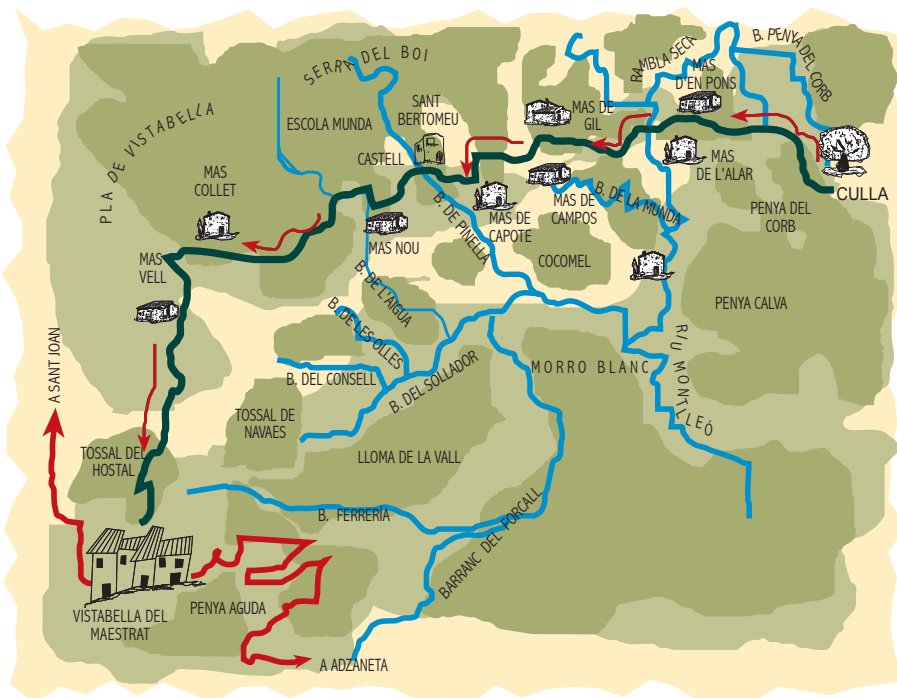 SERRA DEL BOI
RAMBLA SECA
B. PENYA DEL CORB
MAS
D'EN PONS
PLA DE VISTABELLA
ESCOLA MUNDA
SANT
BERTOMEU
MAS DE
GIL
CASTELL
MAS
COLLET
MAS
DE L'ALAR
CULLA
MAS DE
CAPOTE
MAS DE
CAMPOS
B. DE LA MUNDA
PENYA DEL
CORB
B. DE PINELLA
MAS NOU
MAS
VELL
COCOMEL
B. DE L'AIGUA
PENYA CALVA
B. DE LES OLLES
RIU MONTLLEÓ
A SANT JOAN
B. DEL CONSELL
B. DEL SOLLADOR
MORRO BLANC
TOSSAL DE
NAVAES
TOSSAL DEL
HOSTAL
LLOMA DE LA VALL
B. FERRERIA
BARRANC DEL FORCALL
VISTABELLA DEL
MAESTRAT
PENYA AGUDA
A ADZANETA